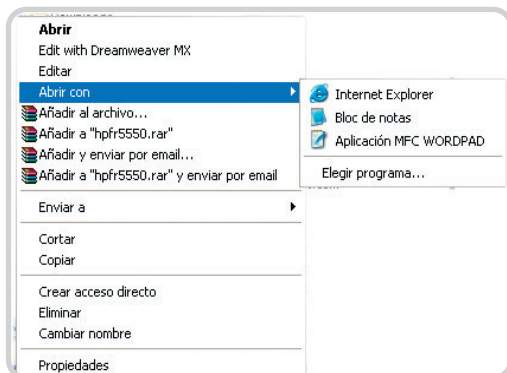 Abrir
Edit with Dreamweaver MX
Editar
Abrir con
Añadir al archivo...
Añadir a "hpfr5550.rar"
Añadir y enviar por email...
Añadir a "hpfr5550.rar" y enviar por email
Enviar a
Cortar
Copiar
Crear acceso directo
Eliminar
Cambiar nombre
Propiedades
Internet Explorer
Bloc de notas
Aplicación MFC WORDPAD
Elegir programa...